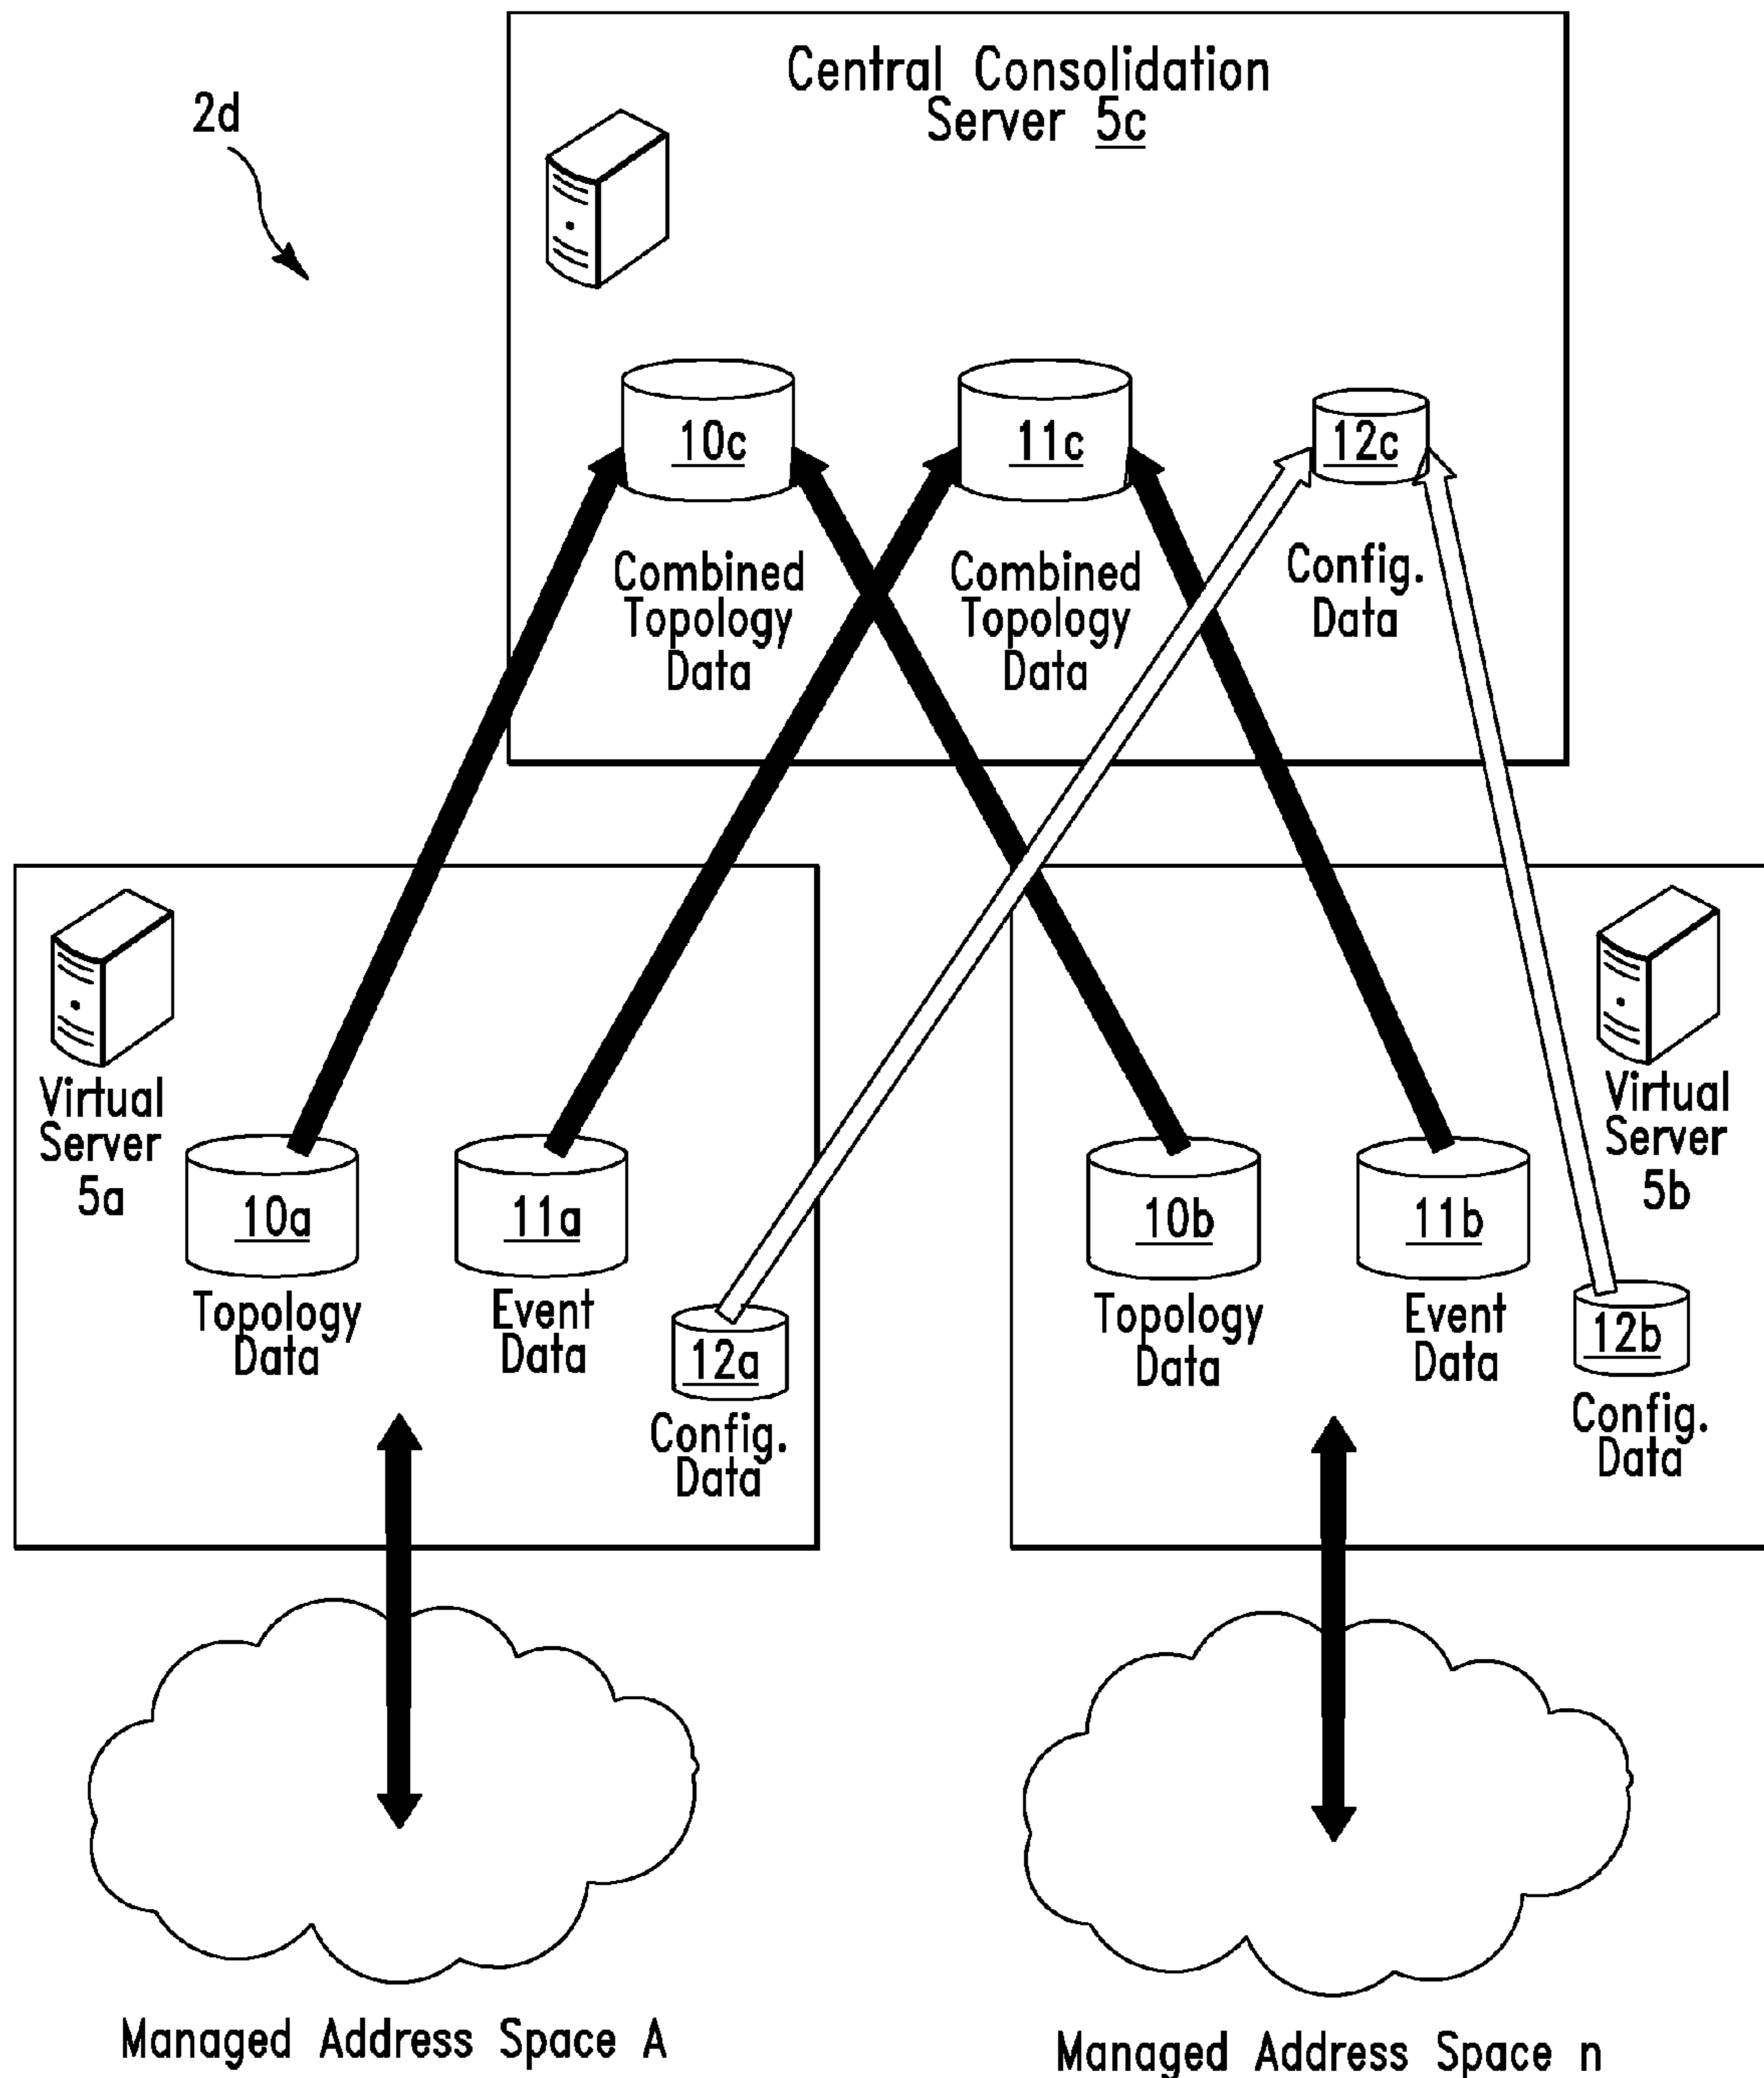 Central Consolidation
Server 5c
2d
10c
11c
12c
Combined
Topology
Data
Combined
Topology
Data
Config.
Data
Virtual
Server
5a
10a
11a
Topology
Data
Event
Data
12a
Config.
Data
Virtual
Server
5b
10b
11b
Topology
Data
Event
Data
12b
Config.
Data
Managed Address Space A
Managed Address Space n